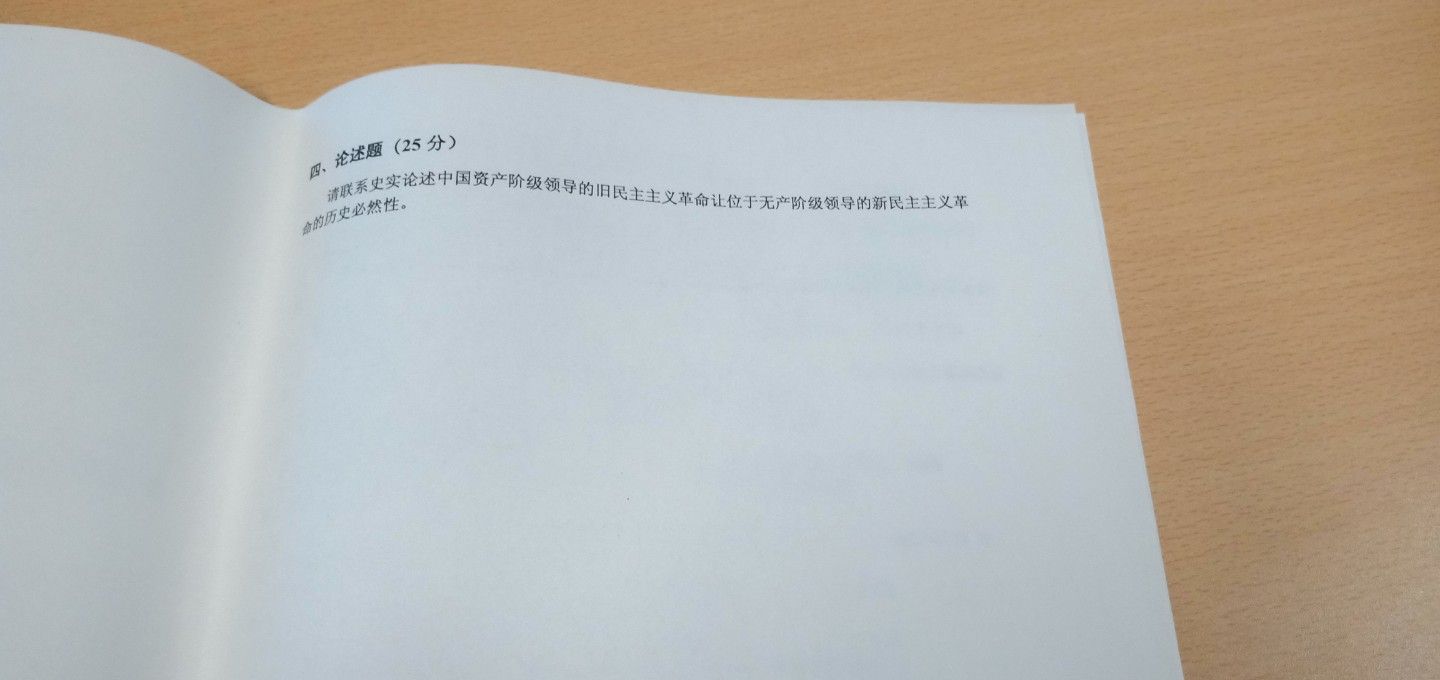 四、论述题（25 分）
请联系史实论述中国资产阶级领导的旧民主主义革命让位于无产阶级领导的新民主主义革
命的历史必然性。